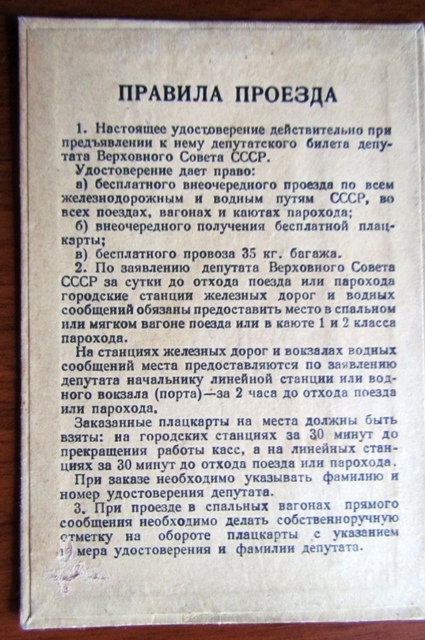 ПРАВИЛА ПРОЕЗДА
1. Настоящее удостоверение действительно при
предъявлении к нему депутатского билета депу-
тата Верховного Совета СССР.
Удостоверение дает право:
а) бесплатного внеочередного проезда по всем
железнодорожным и водным путям СССР, во
всех поездах, вагонах и каютах парохода;
б) внеочередного получения бесплатной плац-
карты;
в) бесплатного провоза 35 кг. багажа.
2. По заявлению депутата Верховного Совета
СССР за сутки до отхода поезда или парохода
городские станции железных дорог и водных
сообщений обязаны предоставить место в спальном
или мягком вагоне поезда или в каюте 1 и 2 класса
парохода.
На станциях железных дорог и вокзалах водных
сообщений места предоставляются по заявлению
депутата начальнику линейной станции или вод-
ного вокзала (порта)—за 2 часа до отхода поезда
или парохода.
Заказанные плацкарты на места должны быть
взяты: на городских станциях за 30 минут до
прекращения работы касс, а на линейных стан-
циях за 30 минут до отхода поезда или парохода.
При заказе необходимо указывать фамилию и
номер удостоверения депутата.
3. При проезде в спальных вагонах прямого
сообщения необходимо делать собственноручную
отметку на обороте плацкарты с указанием
номера удостоверения и фамилии депутата.